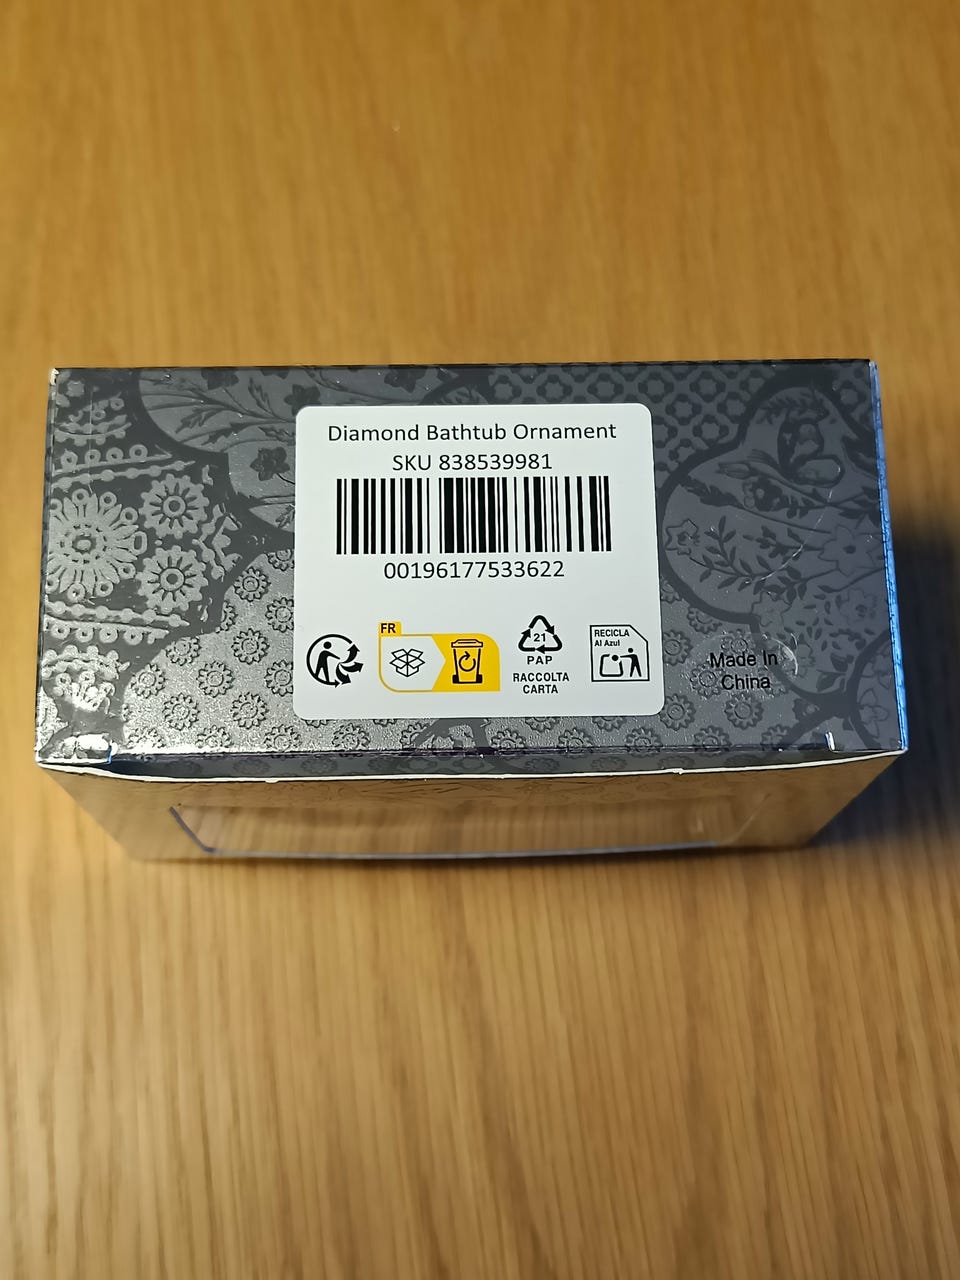 Diamond Bathtub Ornament
SKU 838539981
00196177533622
FR
21
PAP
RACCOLTA
CARTA
RECICLA
Al Azul
Made In
China